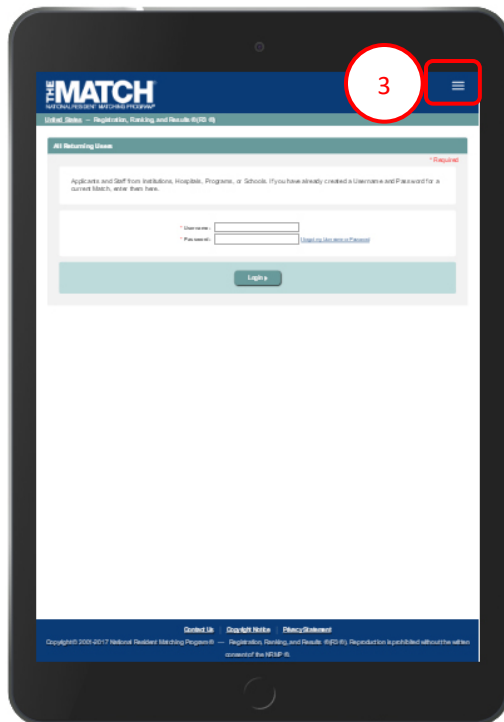 THE MATCH
NATIONAL RESIDENT MATCHING PROGRAM®
3
United States — Registration, Ranking, and Results ®(R3 ®)
All Returning Users
* Required
Applicants and Staff from Institutions, Hospitals, Programs, or Schools. If you have already created a Username and Password for a
current Match, enter them here.
* Username:
* Password:
I forgot my Username or Password
Login
Contact Us | Copyright Notice | Privacy Statement
Copyright© 2001-2017 National Resident Matching Program® — Registration, Ranking, and Results ®(R3 ®), Reproduction is prohibited without the written
consent of the NRMP ®.